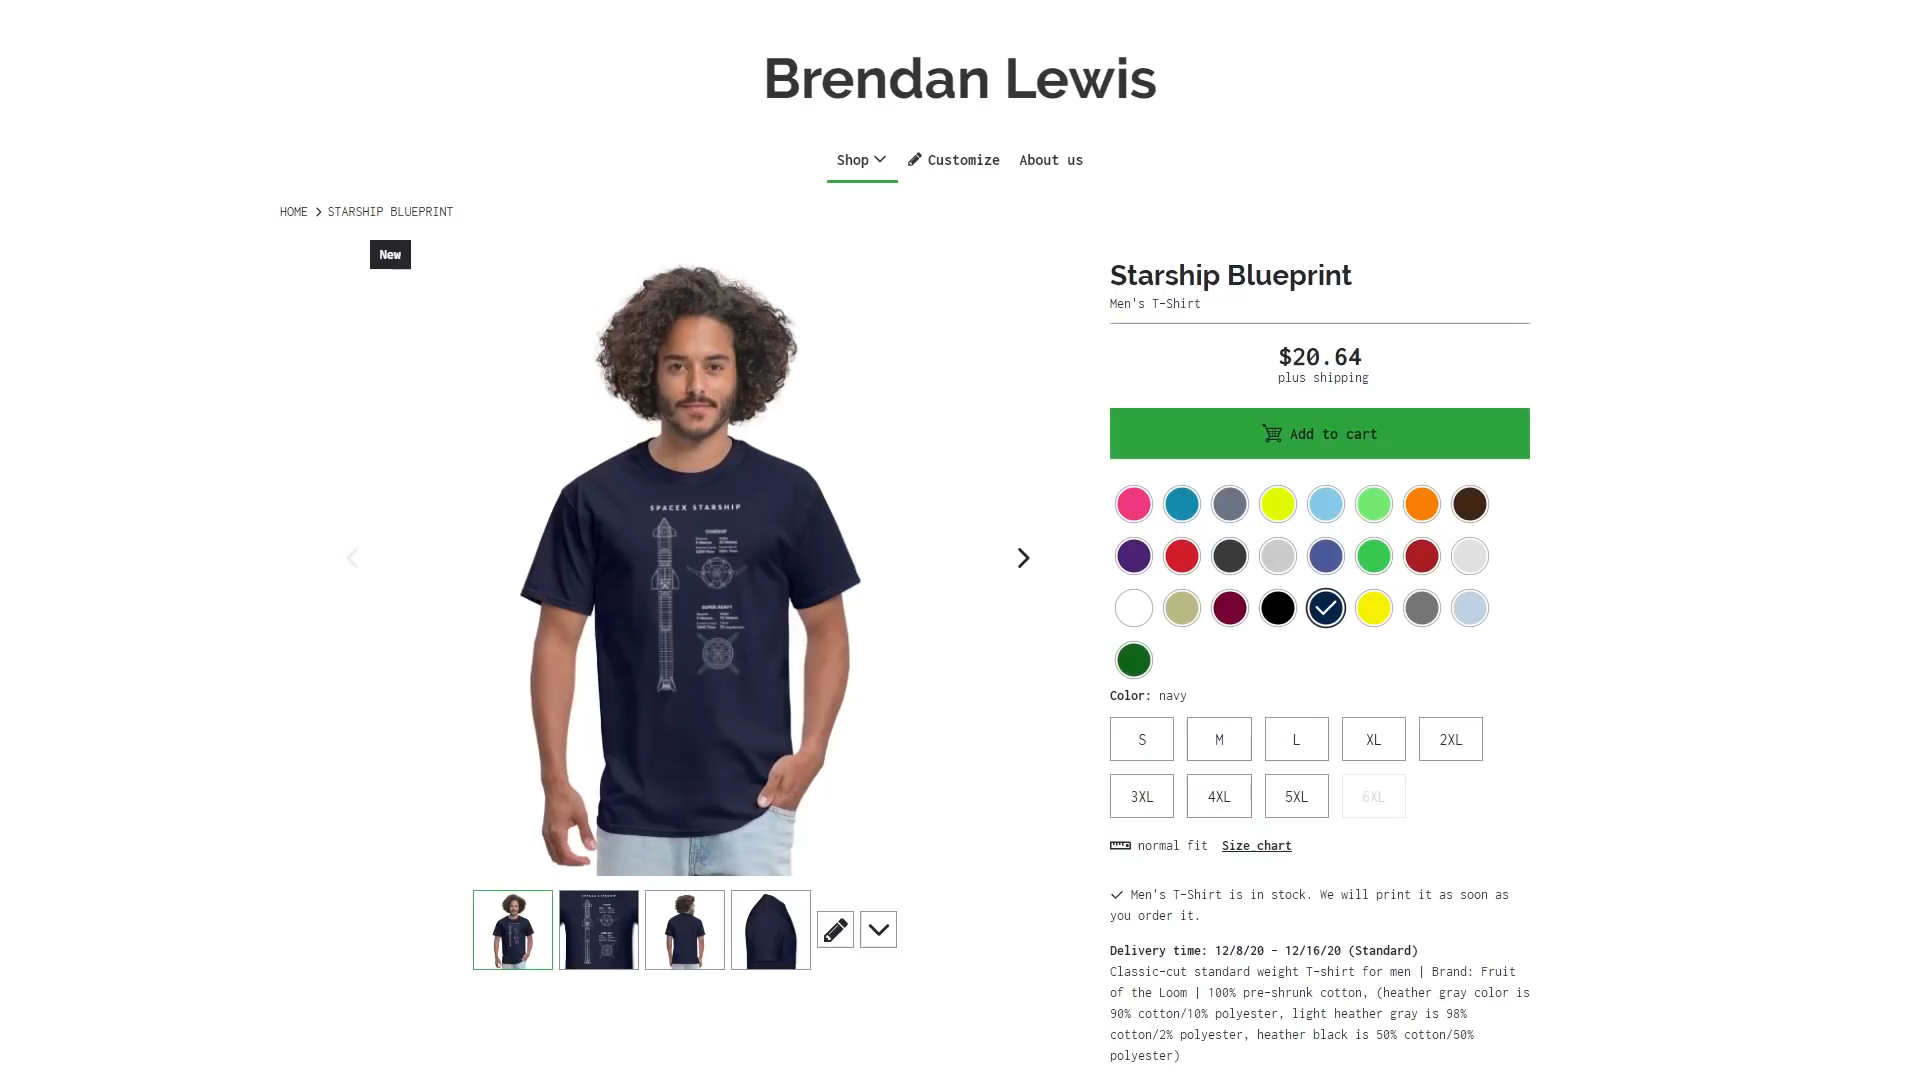 Brendan Lewis
Shop Customize About us
HOME STARSHIP BLUEPRINT
New
Starship Blueprint
Men's T-Shirt
$20.64
plus shipping
Add to cart
SPACEX STARSHIP
STARSHIP
SUPER HEAVY
Color: navy
S M L XL 2XL
3XL 4XL 5XL 6XL
normal fit Size chart
Men's T-Shirt is in stock. We will print it as soon as
you order it.
Delivery time: 12/8/20 - 12/16/20 (Standard)
Classic-cut standard weight T-shirt for men | Brand: Fruit
of the Loom | 100% pre-shrunk cotton, (heather gray color is
90% cotton/10% polyester, light heather gray is 98%
cotton/2% polyester, heather black is 50% cotton/50%
polyester)